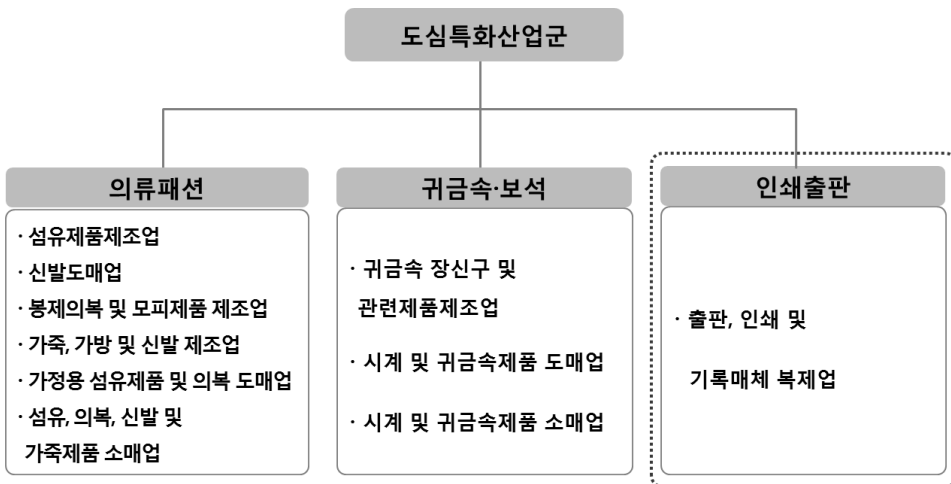 도심특화산업군
의류패션
· 섬유제품제조업
· 신발도매업
· 봉제의복 및 모피제품 제조업
· 가죽, 가방 및 신발 제조업
· 가정용 섬유제품 및 의복 도매업
· 섬유, 의복, 신발 및
가죽제품 소매업
귀금속·보석
· 귀금속 장신구 및
관련제품제조업
· 시계 및 귀금속제품 도매업
· 시계 및 귀금속제품 소매업
인쇄출판
· 출판, 인쇄 및
기록매체 복제업